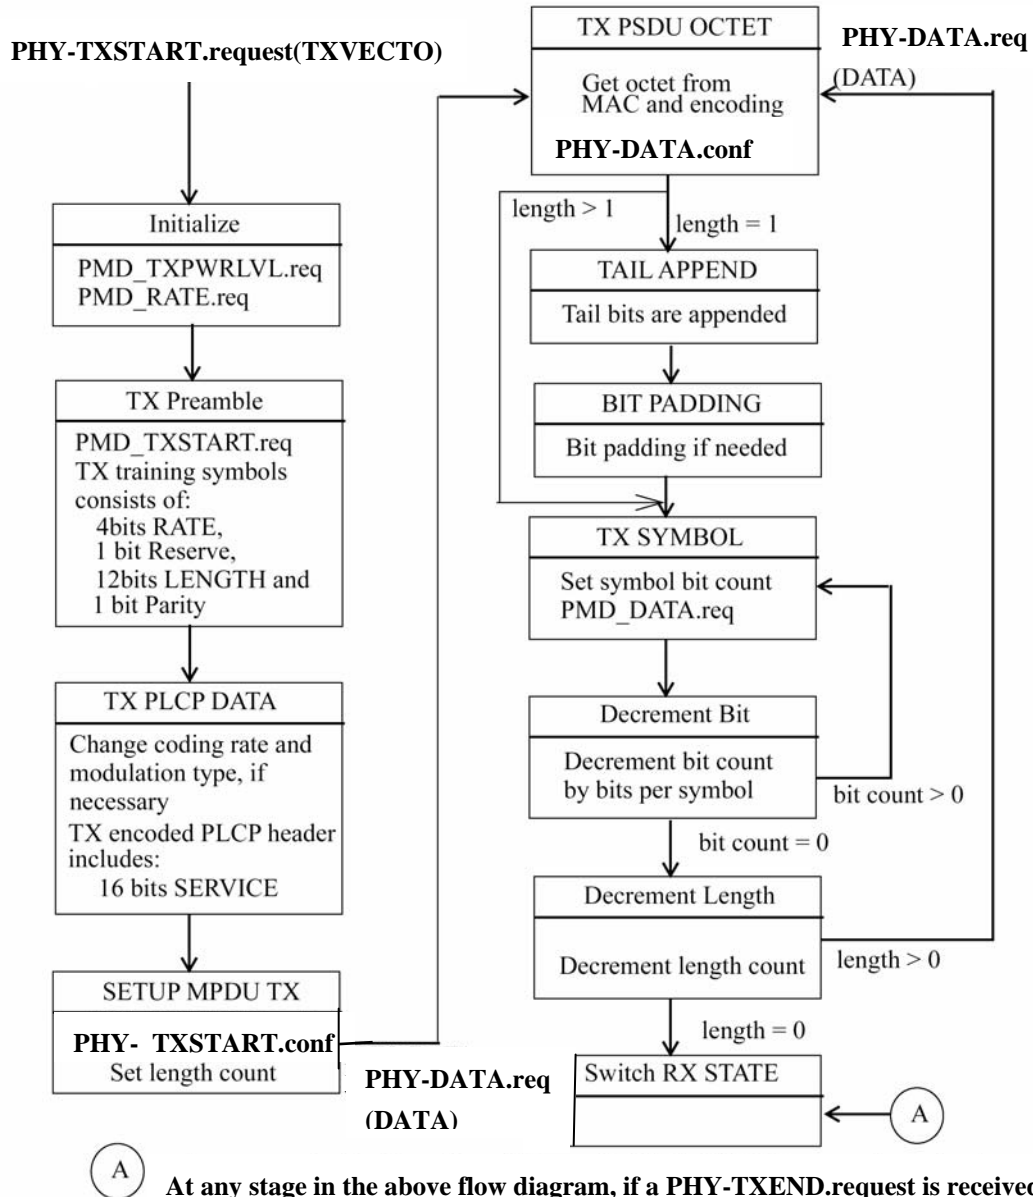 PHY-TXSTART.request(TXVECTO)
Initialize
PMD_TXPWRLVL.req
PMD_RATE.req
TX Preamble
PMD_TXSTART.req
TX training symbols
consists of:
4bits RATE,
1 bit Reserve,
12bits LENGTH and
1 bit Parity
TX PLCP DATA
Change coding rate and
modulation type, if
necessary
TX encoded PLCP header
includes:
16 bits SERVICE
SETUP MPDU TX
PHY- TXSTART.conf
Set length count
PHY-DATA.req
(DATA)
TX PSDU OCTET
Get octet from
MAC and encoding
PHY-DATA.conf
PHY-DATA.req
(DATA)
length > 1
length = 1
TAIL APPEND
Tail bits are appended
BIT PADDING
Bit padding if needed
TX SYMBOL
Set symbol bit count
PMD_DATA.req
Decrement Bit
Decrement bit count
by bits per symbol
bit count > 0
bit count = 0
Decrement Length
Decrement length count
length > 0
length = 0
Switch RX STATE
A
A
At any stage in the above flow diagram, if a PHY-TXEND.request is received